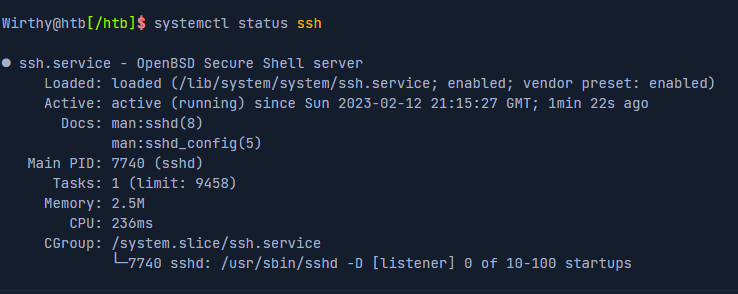 Wirthy@htb[/htb]$ systemctl status ssh
● ssh.service - OpenBSD Secure Shell server
Loaded: loaded (/lib/system/system/ssh.service; enabled; vendor preset: enabled)
Active: active (running) since Sun 2023-02-12 21:15:27 GMT; 1min 22s ago
Docs: man:sshd(8)
man:sshd_config(5)
Main PID: 7740 (sshd)
Tasks: 1 (limit: 9458)
Memory: 2.5M
CPU: 236ms
CGroup: /system.slice/ssh.service
└─7740 sshd: /usr/sbin/sshd -D [listener] 0 of 10-100 startups